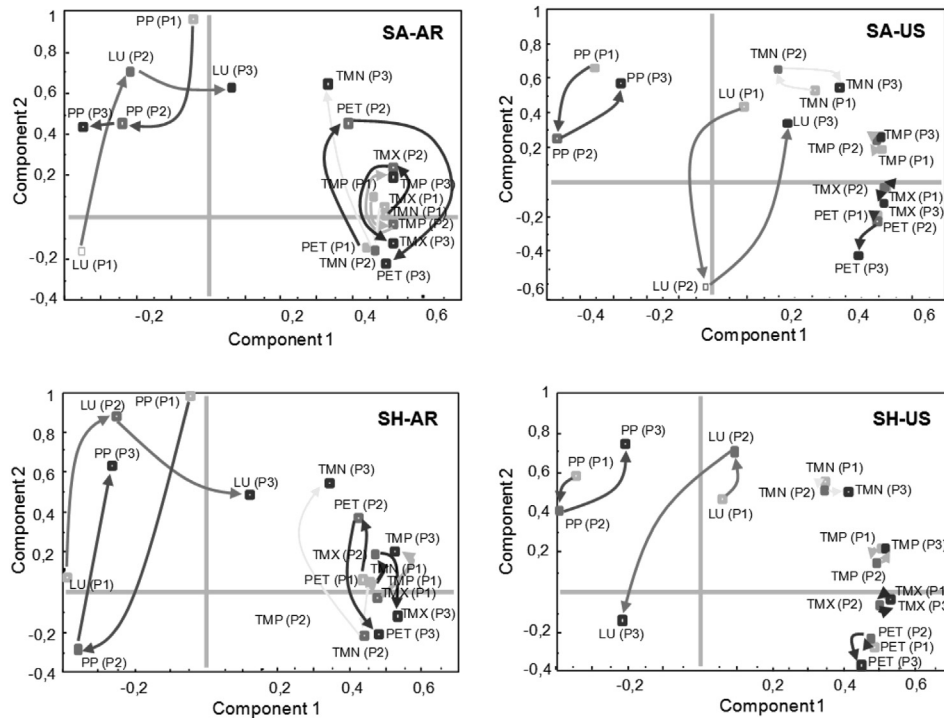 SA-AR
Component 2
1
0,8
0,6
0,4
0,2
0
-0,2
-0,4
-0,2
0,2
0,4
0,6
Component 1
PP (P1)
LU (P2)
LU (P3)
TMN (P3)
PET (P2)
PP (P3)
PP (P2)
TMX (P2)
TMP (P1)
TMP (P3)
TMX (P1)
TMN (P1)
TMP (P2)
PET (P1)
TMX (P3)
TMN (P2)
PET (P3)
LU (P1)
SA-US
Component 2
1
0,8
0,6
0,4
0,2
0
-0,2
-0,4
-0,6
-0,4
-0,2
0,2
0,4
0,6
Component 1
PP (P1)
PP (P3)
TMN (P2)
TMN (P3)
TMN (P1)
LU (P1)
LU (P3)
TMP (P3)
TMP (P2)
TMP (P1)
PP (P2)
TMX (P2)
TMX (P1)
TMX (P3)
PET (P1)
PET (P2)
PET (P3)
LU (P2)
SH-AR
Component 2
1
0,8
0,6
0,4
0,2
0
-0,2
-0,4
-0,2
0,2
0,4
0,6
Component 1
LU (P2)
PP (P1)
PP (P3)
TMN (P3)
LU (P3)
PET (P2)
TMP (P3)
TMX (P2)
TMN (P1)
PET (P1)
TMP (P1)
LU (P1)
TMX (P1)
TMP (P2)
TMX (P3)
PET (P3)
TMN (P2)
PP (P2)
SH-US
Component 2
1
0,8
0,6
0,4
0,2
0
-0,2
-0,4
-0,2
0,2
0,4
0,6
Component 1
PP (P3)
LU (P2)
PP (P1)
TMN (P1)
TMN (P2)
TMN (P3)
PP (P2)
LU (P1)
TMP (P1)
TMP (P3)
TMP (P2)
TMX (P1)
TMX (P2)
TMX (P3)
LU (P3)
PET (P2)
PET (P1)
PET (P3)